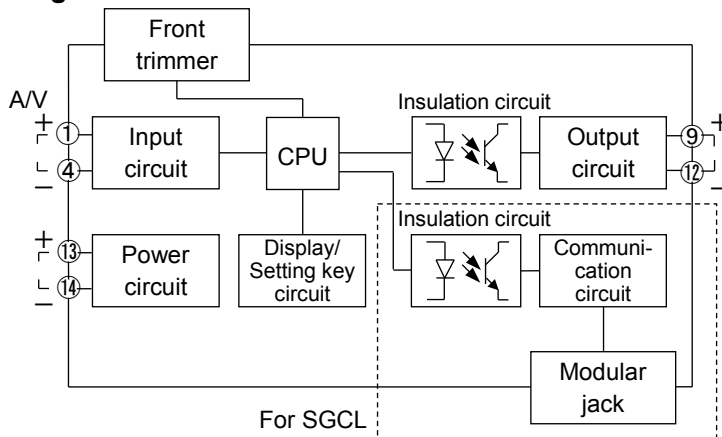 Front
trimmer
A/V
+
①
④
−
Input
circuit
CPU
Insulation circuit
Output
circuit
+
⑨
⑫
−
+
⑬
⑭
−
Power
circuit
Display/
Setting key
circuit
Insulation circuit
Communi-
cation
circuit
Modular
jack
For SGCL